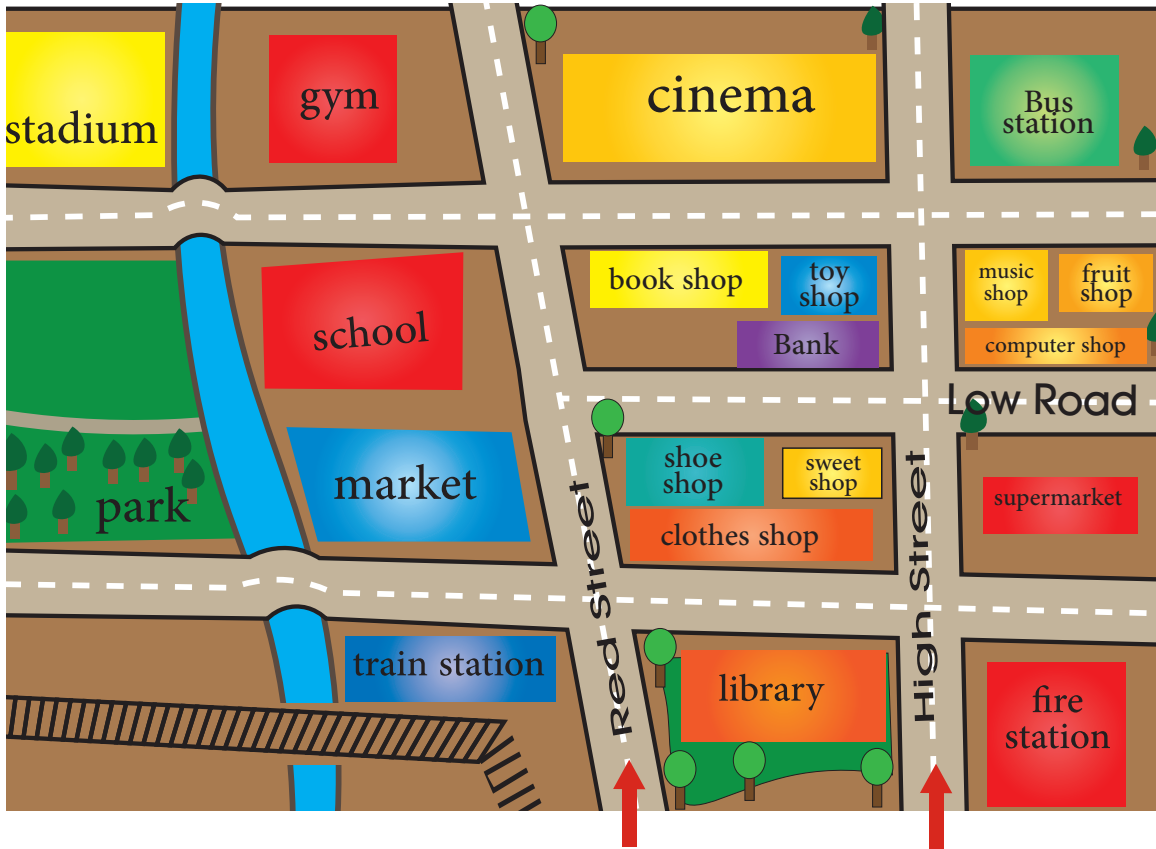 stadium
gym
cinema
Bus
station
book shop
toy
shop
Bank
music
shop
fruit
shop
computer shop
school
Low Road
market
park
shoe
shop
sweet
shop
clothes shop
supermarket
Red Street
High Street
train station
library
fire
station